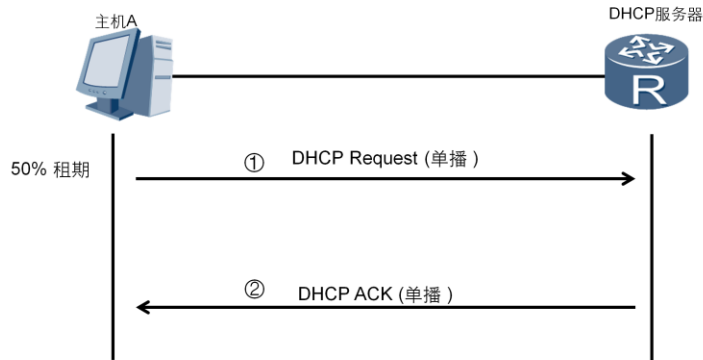 主机A
DHCP服务器
R
50% 租期
① DHCP Request (单播 )
② DHCP ACK (单播 )